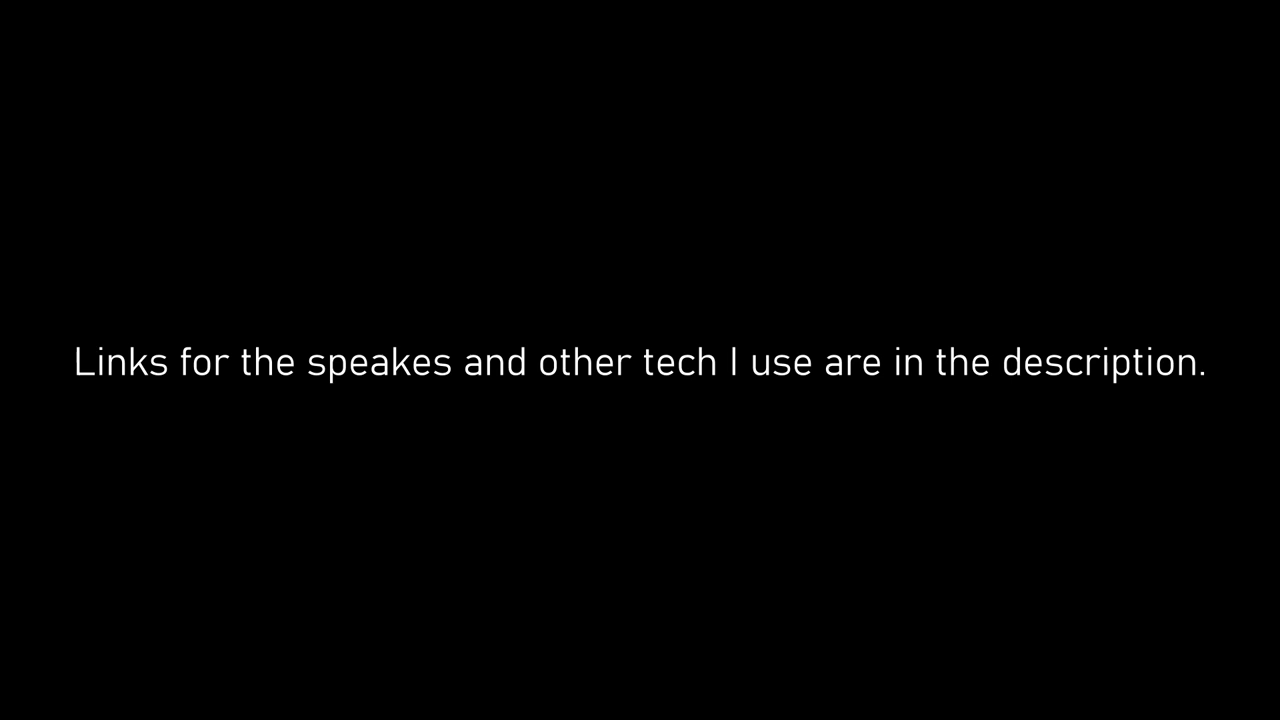 Links for the speakes and other tech I use are in the description.